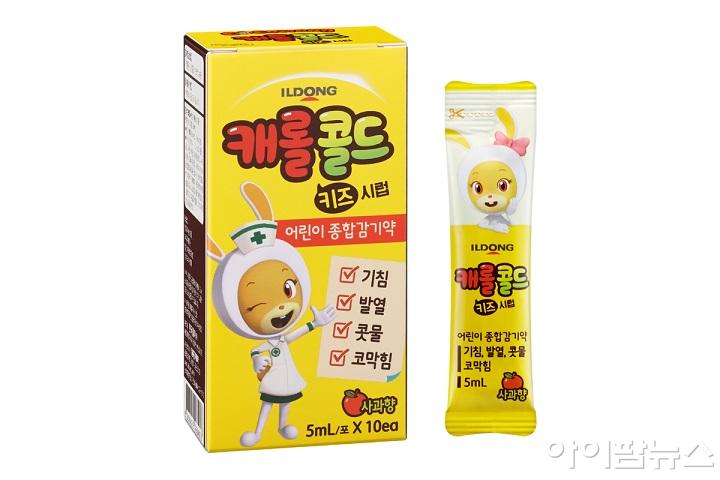 ILDONG
캐롤콜드
키즈 시럽
어린이 종합감기약
기침
발열
콧물
코막힘
사과향
5mL/포 X 10ea
ILDONG
캐롤콜드
키즈 시럽
어린이 종합감기약
기침, 발열, 콧물
코막힘
5mL
사과향
아이팜뉴스